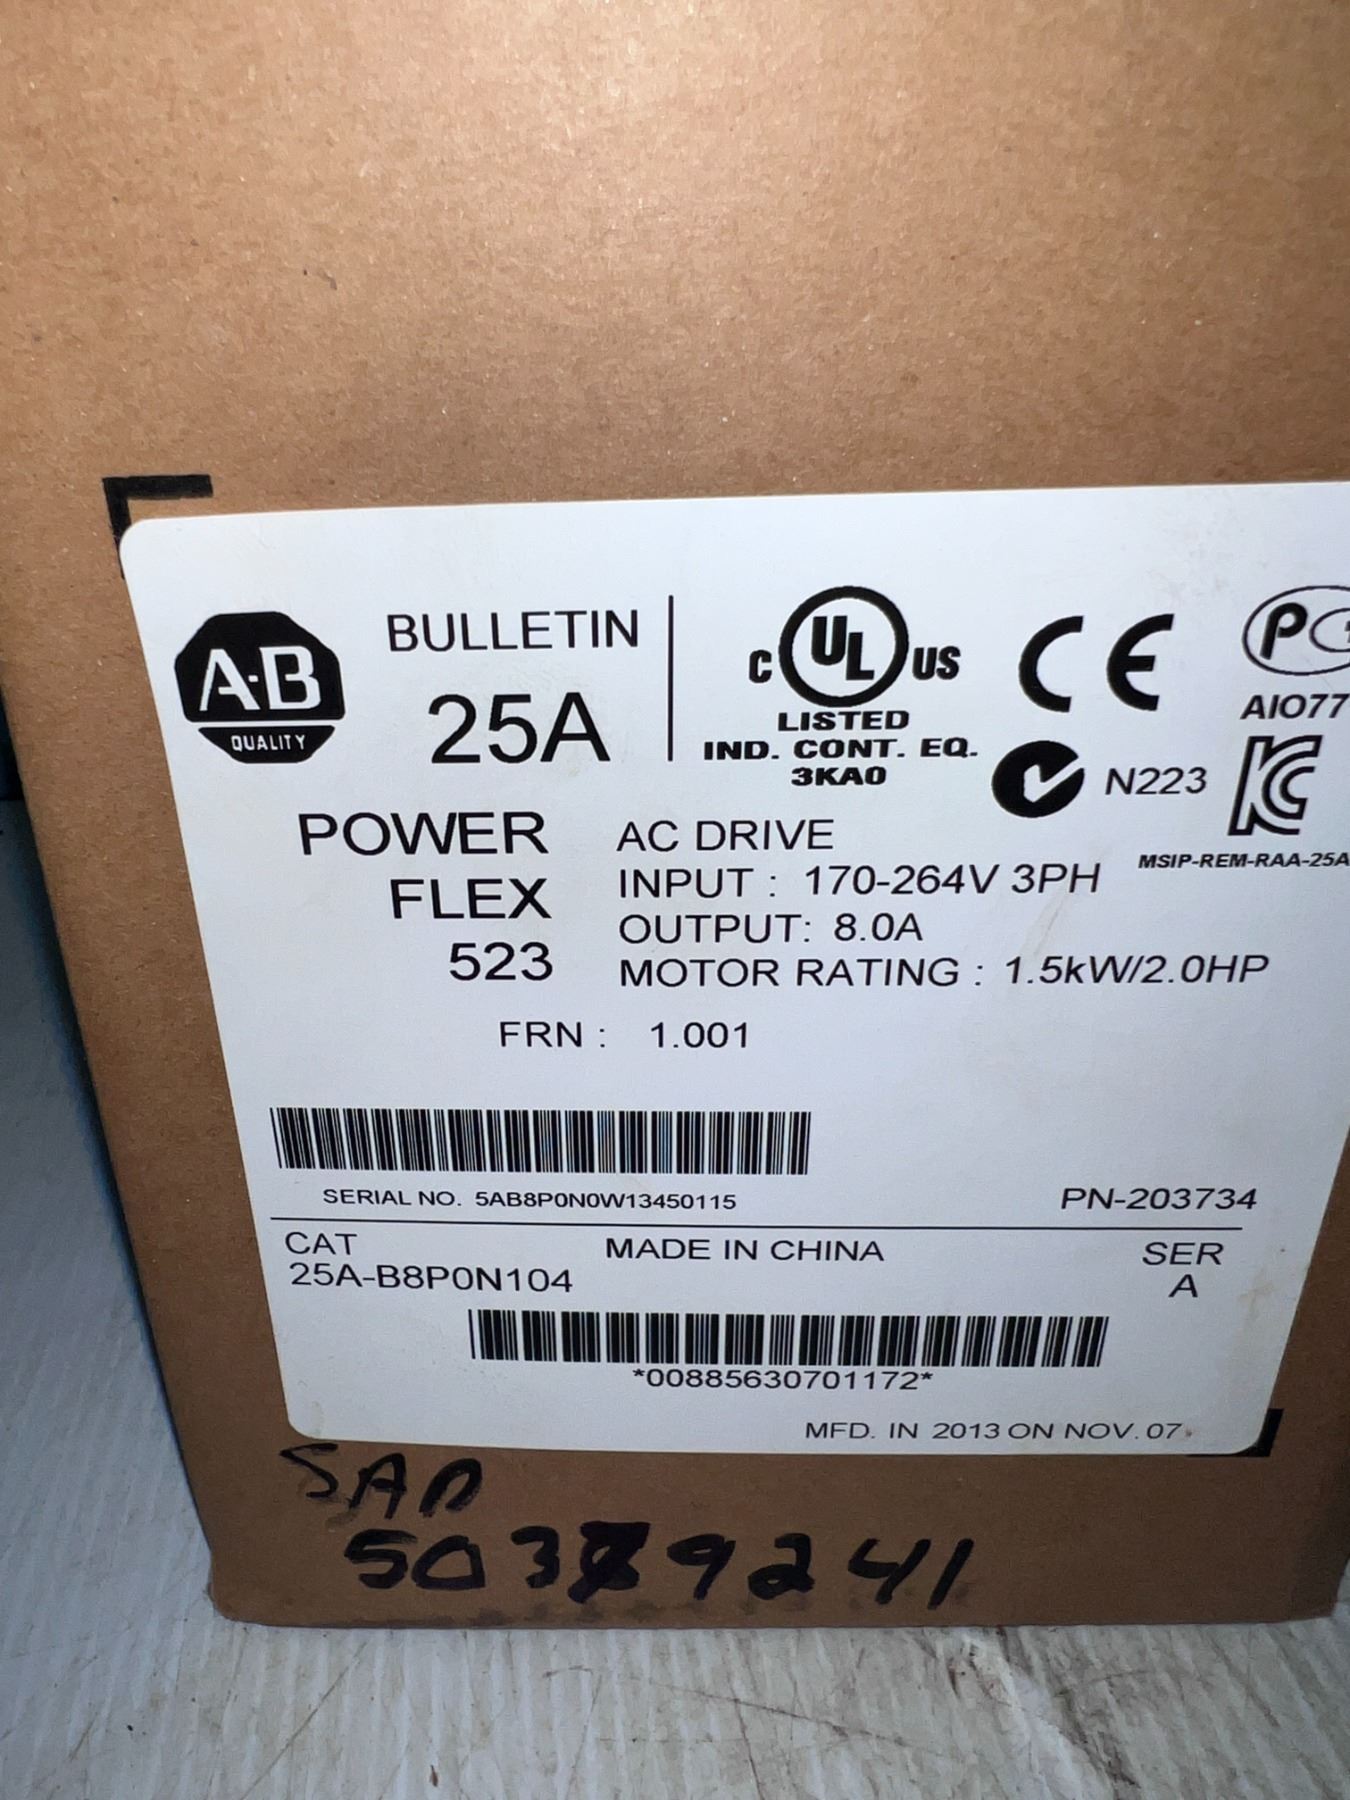 A-B
QUALITY
BULLETIN
25A
C UL US
LISTED
IND. CONT. EQ.
3KA0
CE
N223
AIO77
MSIP-REM-RAA-25A
POWER
FLEX
523
AC DRIVE
INPUT : 170-264V 3PH
OUTPUT: 8.0A
MOTOR RATING : 1.5kW/2.0HP
FRN : 1.001
SERIAL NO. 5AB8P0N0W13450115
PN-203734
CAT
25A-B8P0N104
MADE IN CHINA
SER
A
*00885630701172*
MFD. IN 2013 ON NOV. 07